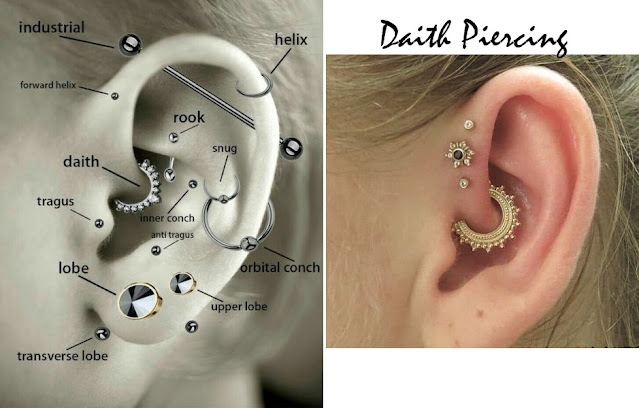 industrial
helix
forward helix
rook
snug
daith
tragus
inner conch
anti tragus
lobe
orbital conch
upper lobe
transverse lobe
Daith Piercing